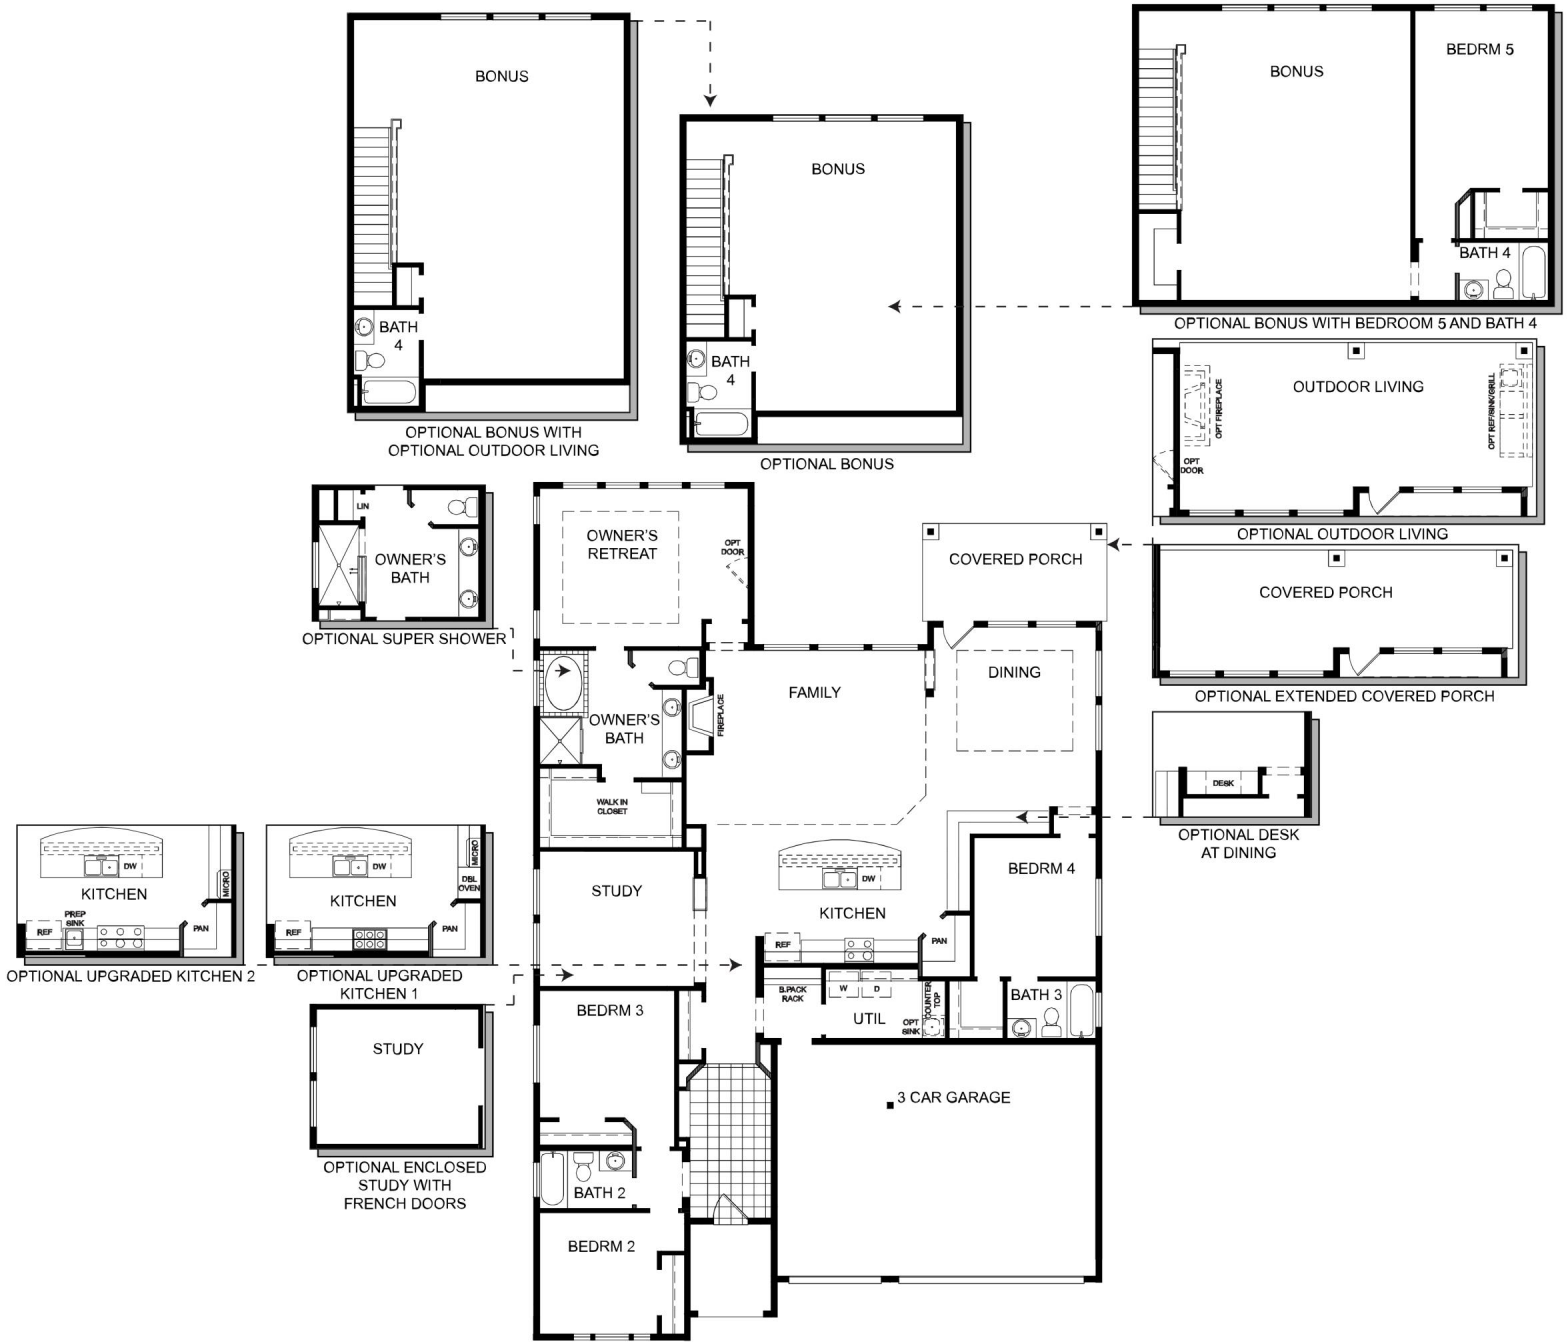 BONUS
BATH
4
OPTIONAL BONUS WITH
OPTIONAL OUTDOOR LIVING
BONUS
BATH
4
OPTIONAL BONUS
BONUS
BEDRM 5
BATH 4
OPTIONAL BONUS WITH BEDROOM 5 AND BATH 4
OUTDOOR LIVING
OPT FIREPLACE
OPT REF/SINK/GRILL
OPT
DOOR
OPTIONAL OUTDOOR LIVING
COVERED PORCH
OPTIONAL EXTENDED COVERED PORCH
DESK
OPTIONAL DESK
AT DINING
LIN
OWNER'S
BATH
OPTIONAL SUPER SHOWER
OWNER'S
RETREAT
OPT
DOOR
COVERED PORCH
FAMILY
DINING
FIREPLACE
OWNER'S
BATH
WALK IN
CLOSET
STUDY
DW
KITCHEN
REF
PAN
BEDRM 4
BATH 3
B.PACK
RACK
W
D
UTIL
OPT
SINK
COUNTER
TOP
BEDRM 3
3 CAR GARAGE
BATH 2
BEDRM 2
DW
KITCHEN
MICRO
PREP
SINK
REF
PAN
OPTIONAL UPGRADED KITCHEN 2
DW
KITCHEN
MICRO
DBL
OVEN
REF
PAN
OPTIONAL UPGRADED
KITCHEN 1
STUDY
OPTIONAL ENCLOSED
STUDY WITH
FRENCH DOORS